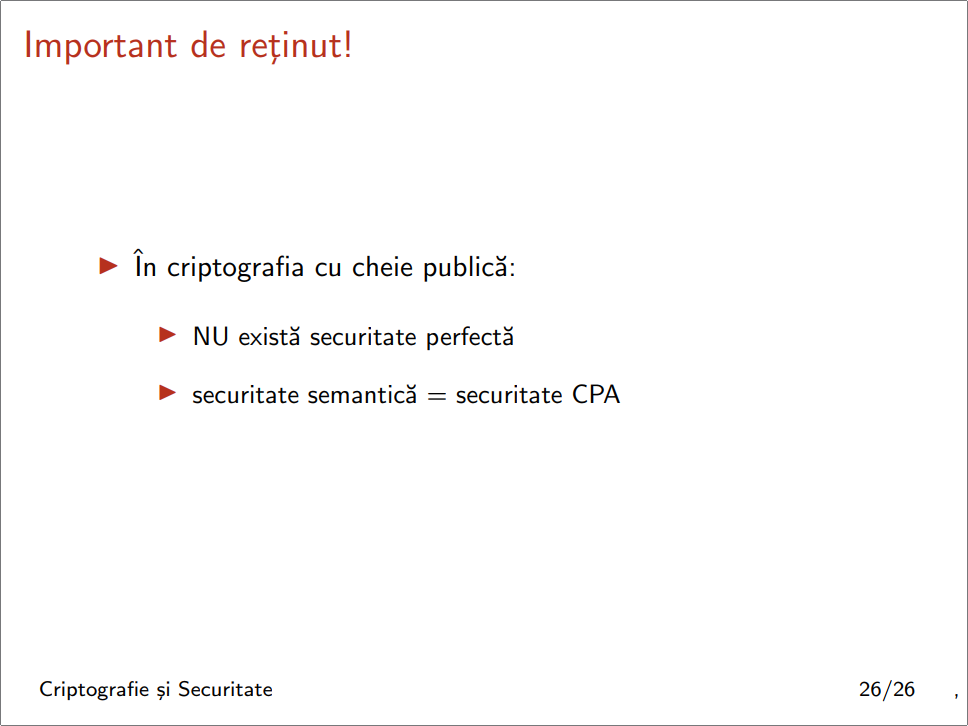 Important de reținut!
În criptografia cu cheie publică:
NU există securitate perfectă
securitate semantică = securitate CPA
Criptografie și Securitate
26/26
,